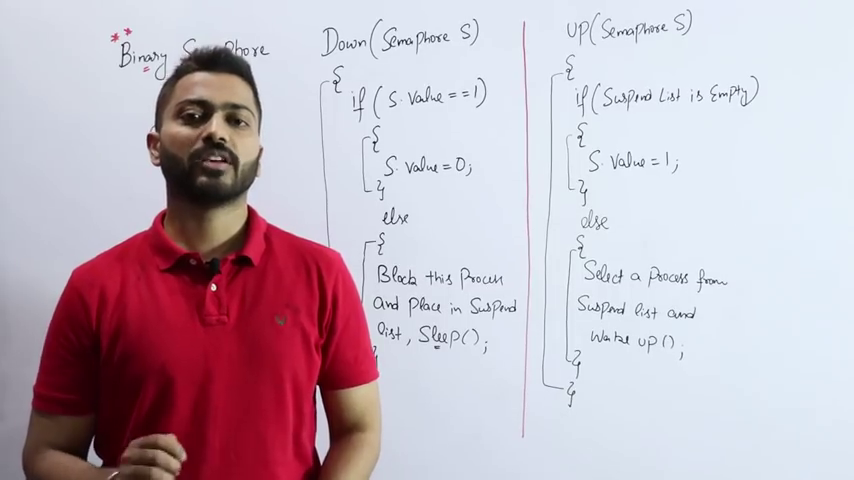 ** Binary Semaphore
Down(Semaphore S)
{
if (S.Value==1)
{
S.Value=0;
}
else
{
Block this Process
and Place in Suspend
list, Sleep();
}
UP(Semaphore S)
{
if(Suspend List is Empty)
{
S.Value=1;
}
else
{
Select a Process from
Suspend list and
Wake UP();
}
}